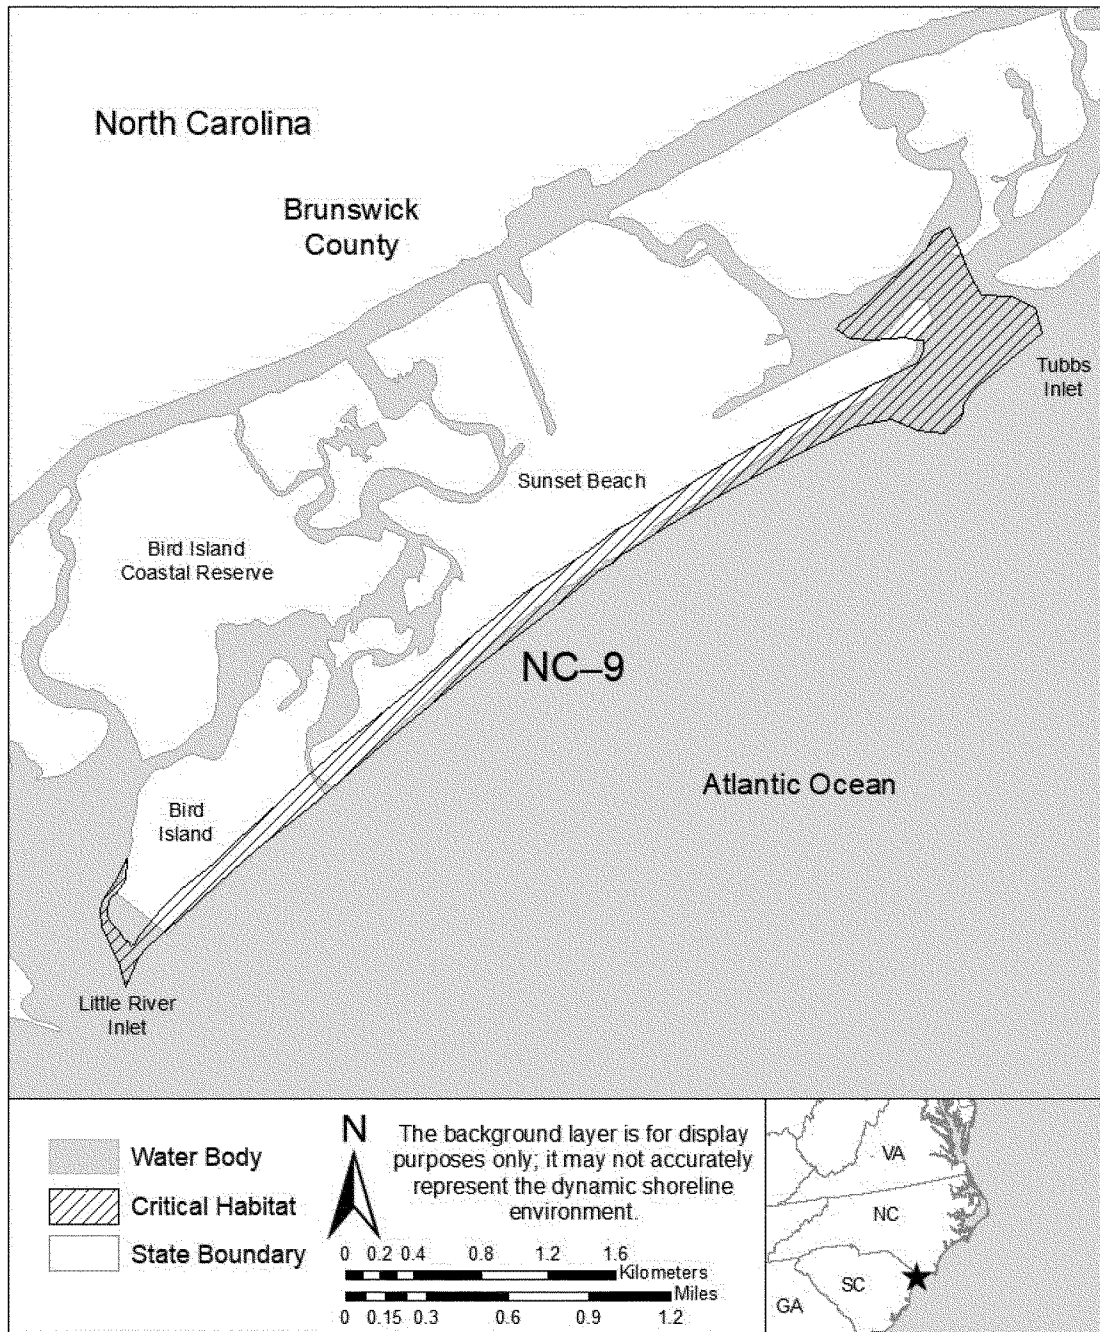 North Carolina
Brunswick
County
Tubbs
Inlet
Sunset Beach
Bird Island
Coastal Reserve
NC–9
Atlantic Ocean
Bird
Island
Little River
Inlet
Water Body
Critical Habitat
State Boundary
N
The background layer is for display
purposes only; it may not accurately
represent the dynamic shoreline
environment.
0 0.2 0.4 0.8 1.2 1.6
Kilometers
Miles
0 0.15 0.3 0.6 0.9 1.2
VA
NC
SC
GA